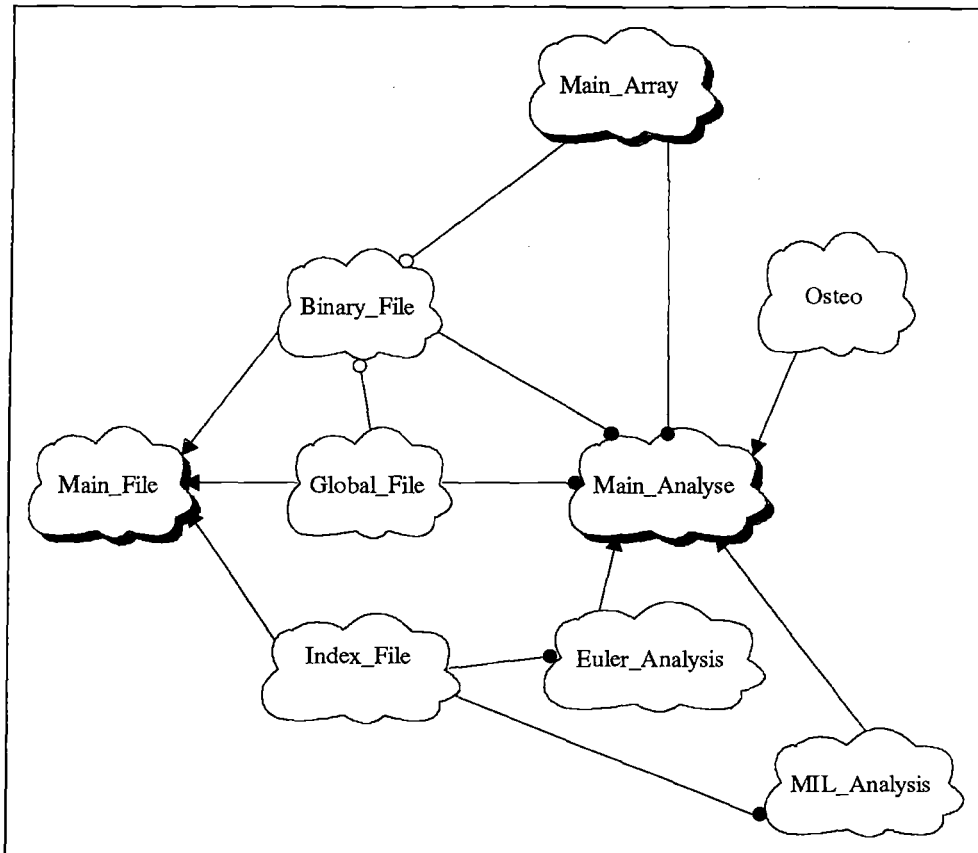 Main_Array
Binary_File
Osteo
Main_File
Global_File
Main_Analyse
Index_File
Euler_Analysis
MIL_Analysis